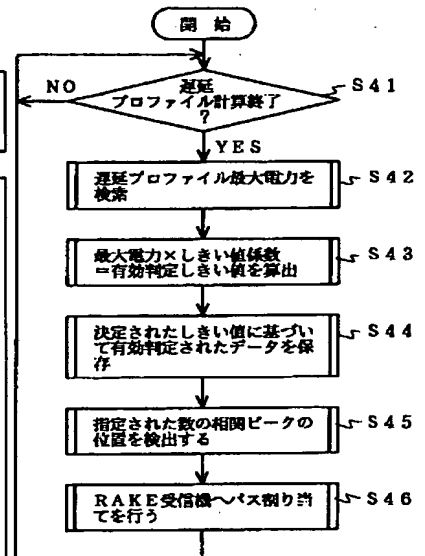 開 始
遅延
プロファイル計算終了
?
S41
NO
YES
遅延プロファイル最大電力を
検索
S42
最大電力×しきい値係数
=有効判定しきい値を算出
S43
決定されたしきい値に基づい
て有効判定されたデータを保
存
S44
指定された数の相関ピークの
位置を検出する
S45
RAKE受信機へパス割り当
てを行う
S46